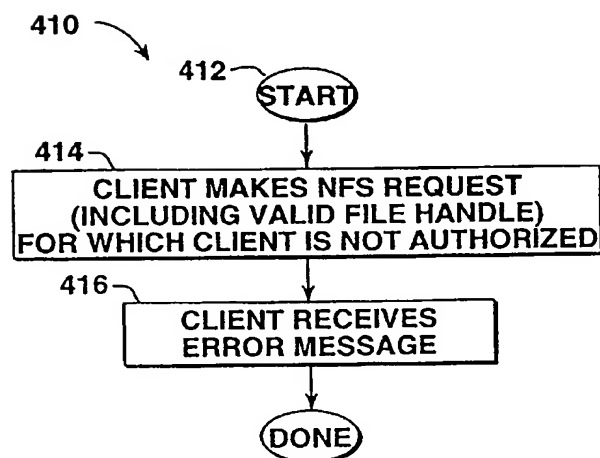 410
412
START
414
CLIENT MAKES NFS REQUEST
(INCLUDING VALID FILE HANDLE)
FOR WHICH CLIENT IS NOT AUTHORIZED
416
CLIENT RECEIVES
ERROR MESSAGE
DONE